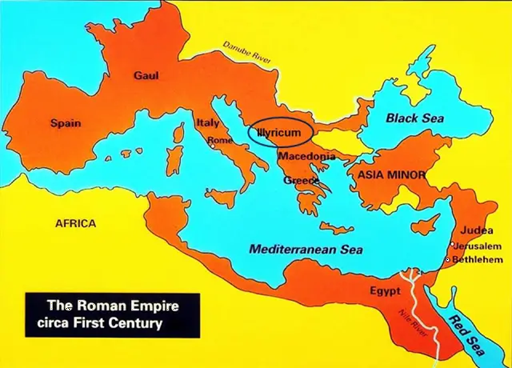 Danube River
Gaul
Black Sea
Spain
Italy
Illyricum
Rome
Macedonia
ASIA MINOR
Greece
AFRICA
Judea
Mediterranean Sea
Jerusalem
Bethlehem
Egypt
The Roman Empire
circa First Century
Nile River
Red Sea